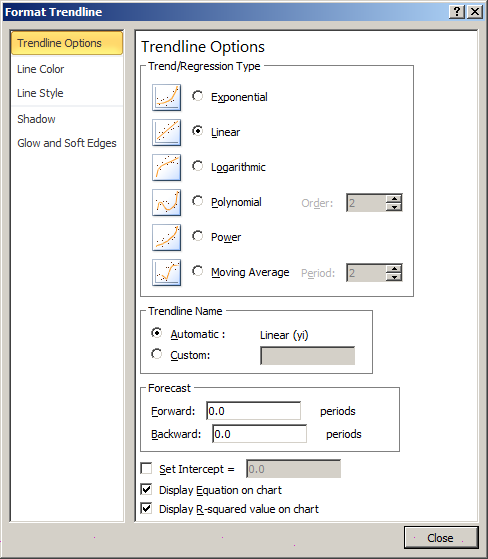 Format Trendline
Trendline Options
Line Color
Line Style
Shadow
Glow and Soft Edges
Trendline Options
Trend/Regression Type
Exponential
Linear
Logarithmic
Polynomial Order: 2
Power
Moving Average Period: 2
Trendline Name
Automatic : Linear (yi)
Custom:
Forecast
Forward: 0.0 periods
Backward: 0.0 periods
Set Intercept = 0.0
Display Equation on chart
Display R-squared value on chart
Close